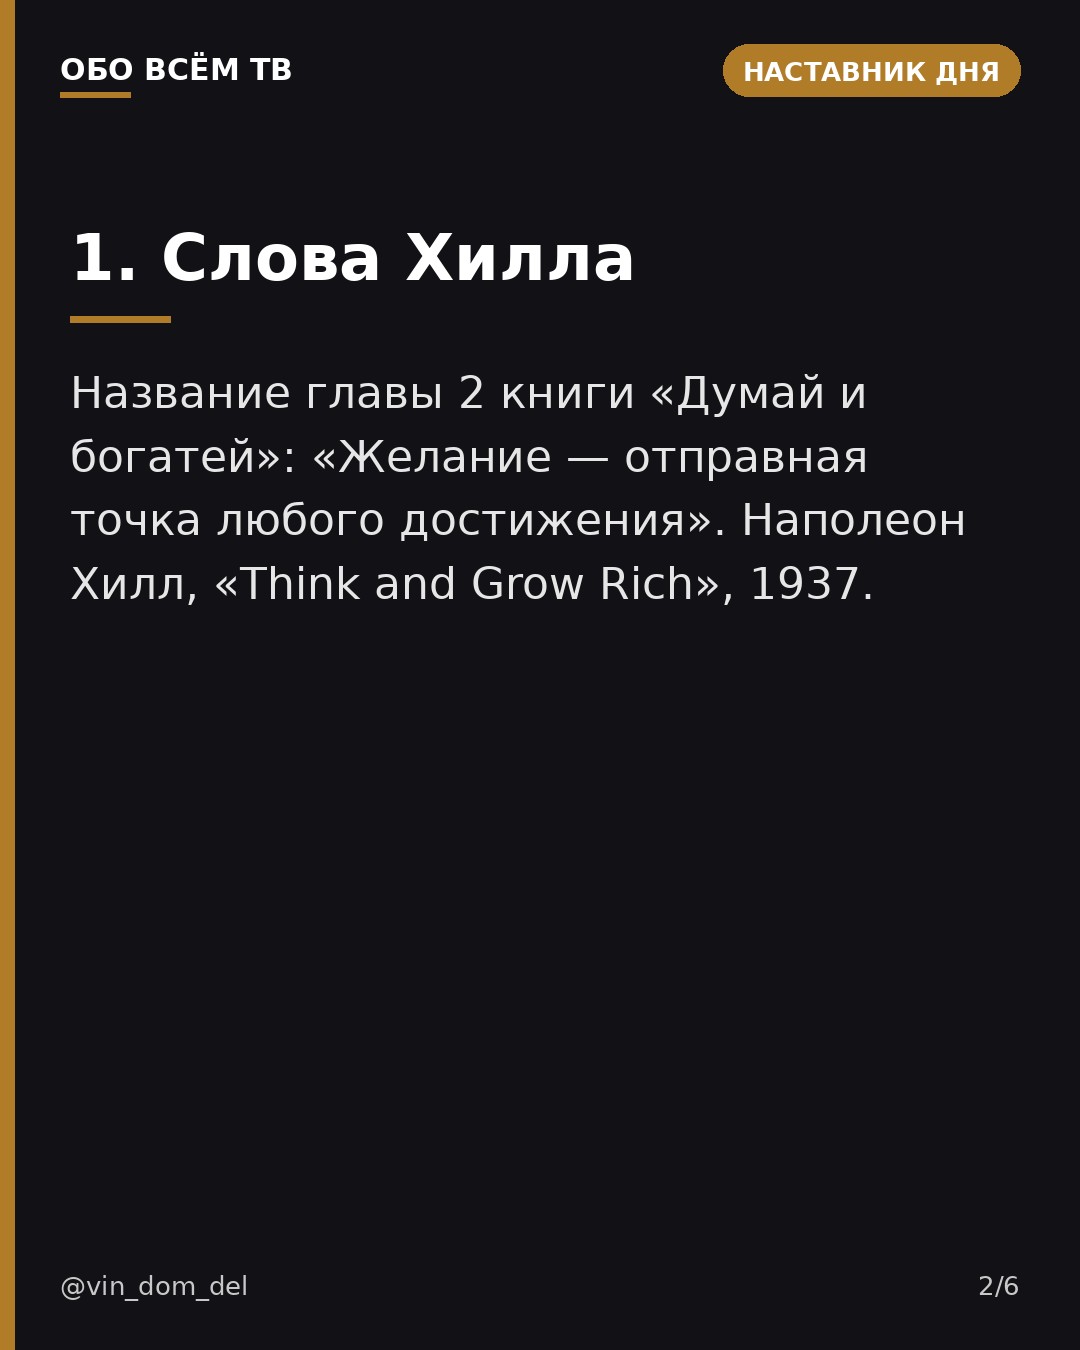 ОБО ВСЁМ ТВ
НАСТАВНИК ДНЯ
1. Слова Хилла
Название главы 2 книги «Думай и
богатей»: «Желание — отправная
точка любого достижения». Наполеон
Хилл, «Think and Grow Rich», 1937.
@vin_dom_del
2/6